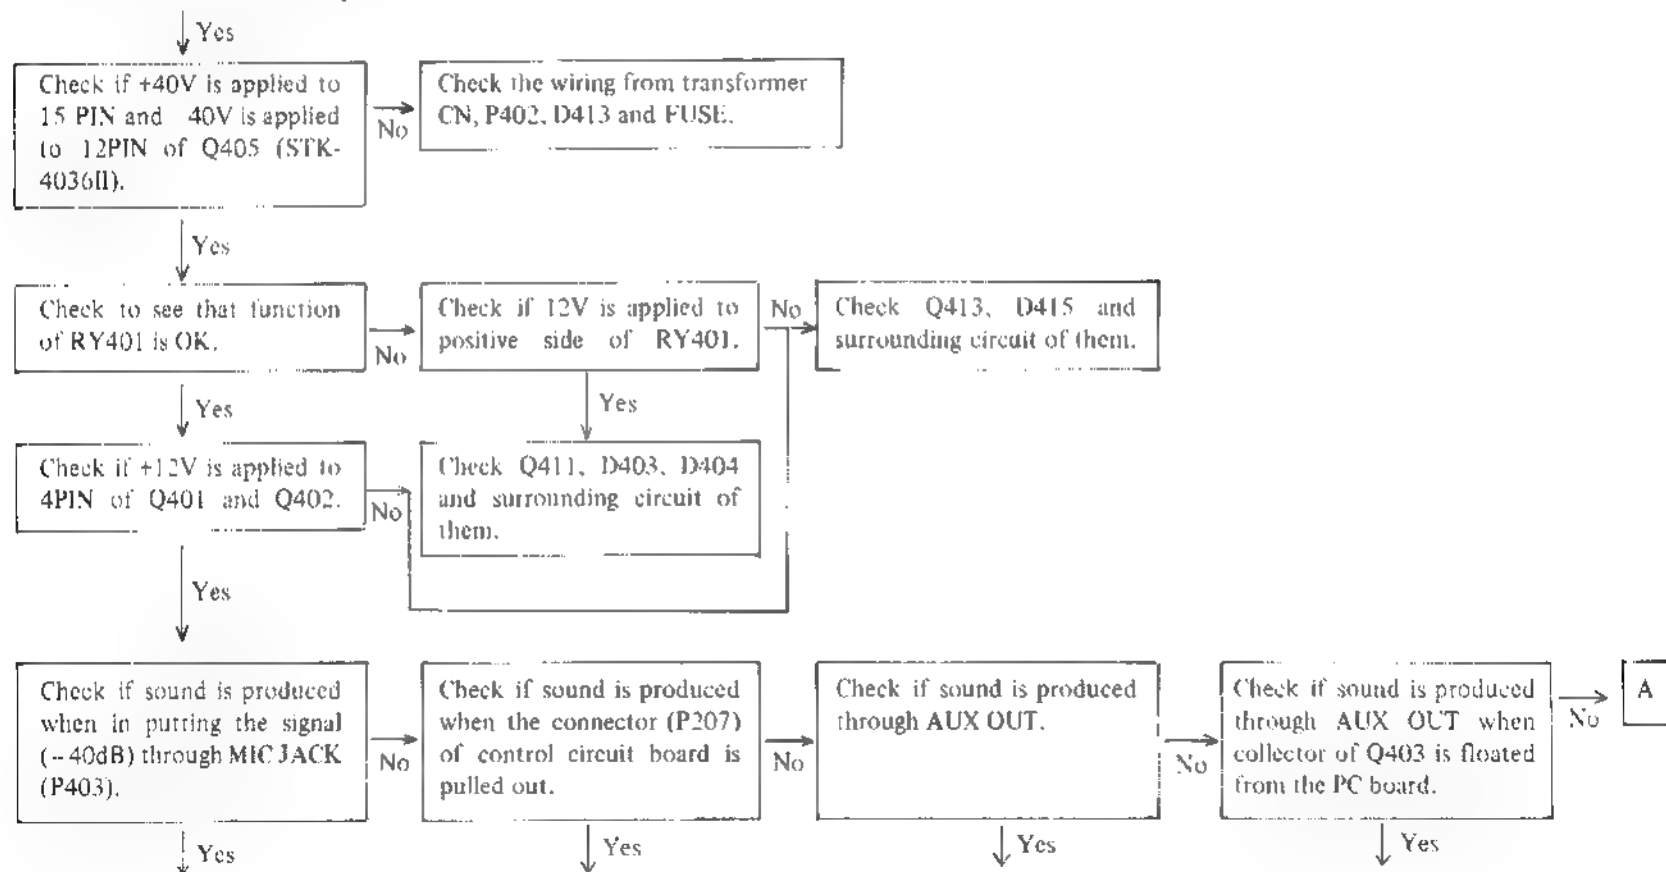 Yes
Check if +40V is applied to
15 PIN and 40V is applied
to 12PIN of Q405 (STK-
4036II).
No
Check the wiring from transformer
CN, P402, D413 and FUSE.
Yes
Check to see that function
of RY401 is OK.
No
Check if 12V is applied to
positive side of RY401.
No
Check Q413, D415 and
surrounding circuit of them.
Yes
Yes
Check if +12V is applied to
4PIN of Q401 and Q402.
No
Check Q411, D403, D404
and surrounding circuit of
them.
Yes
Check if sound is produced
when in putting the signal
(-40dB) through MIC JACK
(P403).
No
Check if sound is produced
when the connector (P207)
of control circuit board is
pulled out.
No
Check if sound is produced
through AUX OUT.
No
Check if sound is produced
through AUX OUT when
collector of Q403 is floated
from the PC board.
No
A
Yes
Yes
Yes
Yes